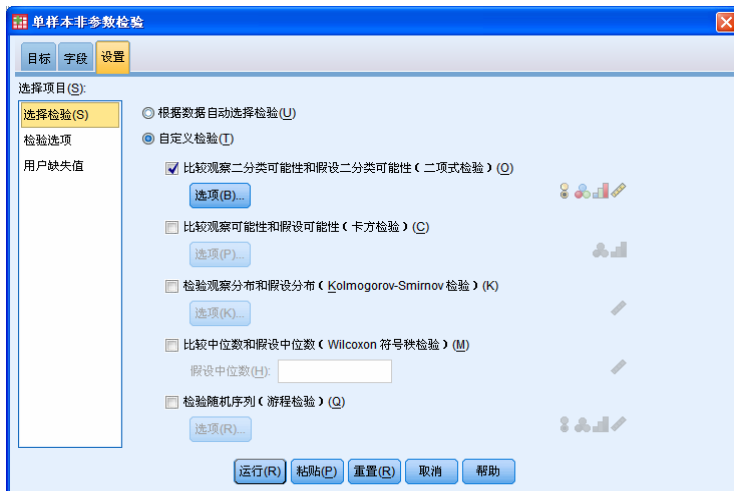 单样本非参数检验
目标 字段 设置
选择项目(S):
选择检验(S)
检验选项
用户缺失值
根据数据自动选择检验(U)
自定义检验(T)
比较观察二分类可能性和假设二分类可能性（二项式检验）(O)
选项(B)...
比较观察可能性和假设可能性（卡方检验）(C)
选项(P)...
检验观察分布和假设分布（Kolmogorov-Smirnov 检验）(K)
选项(K)...
比较中位数和假设中位数（Wilcoxon 符号秩检验）(M)
假设中位数(H):
检验随机序列（游程检验）(Q)
选项(R)...
运行(R) 粘贴(P) 重置(R) 取消 帮助